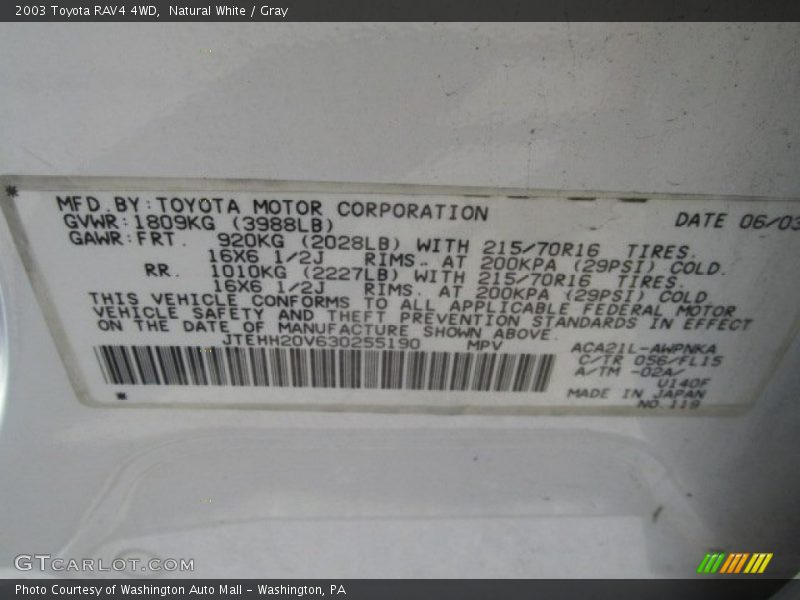 2003 Toyota RAV4 4WD,  Natural White / Gray
MFD.BY:TOYOTA MOTOR CORPORATION DATE 06/03
GVWR:1809KG (3988LB)
GAWR:FRT. 920KG (2028LB) WITH 215/70R16 TIRES.
16X6 1/2J RIMS. AT 200KPA (29PSI) COLD.
RR. 1010KG (2227LB) WITH 215/70R16 TIRES.
16X6 1/2J RIMS. AT 200KPA (29PSI) COLD
THIS VEHICLE CONFORMS TO ALL APPLICABLE FEDERAL MOTOR
VEHICLE SAFETY AND THEFT PREVENTION STANDARDS IN EFFECT
ON THE DATE OF MANUFACTURE SHOWN ABOVE.
JTEHH20V630255190 MPV
ACA21L-AWPNKA
C/TR 056/FL15
A/TM -02A/
U140F
MADE IN JAPAN
NO.119
GTcarlot.com
Photo Courtesy of Washington Auto Mall - Washington, PA